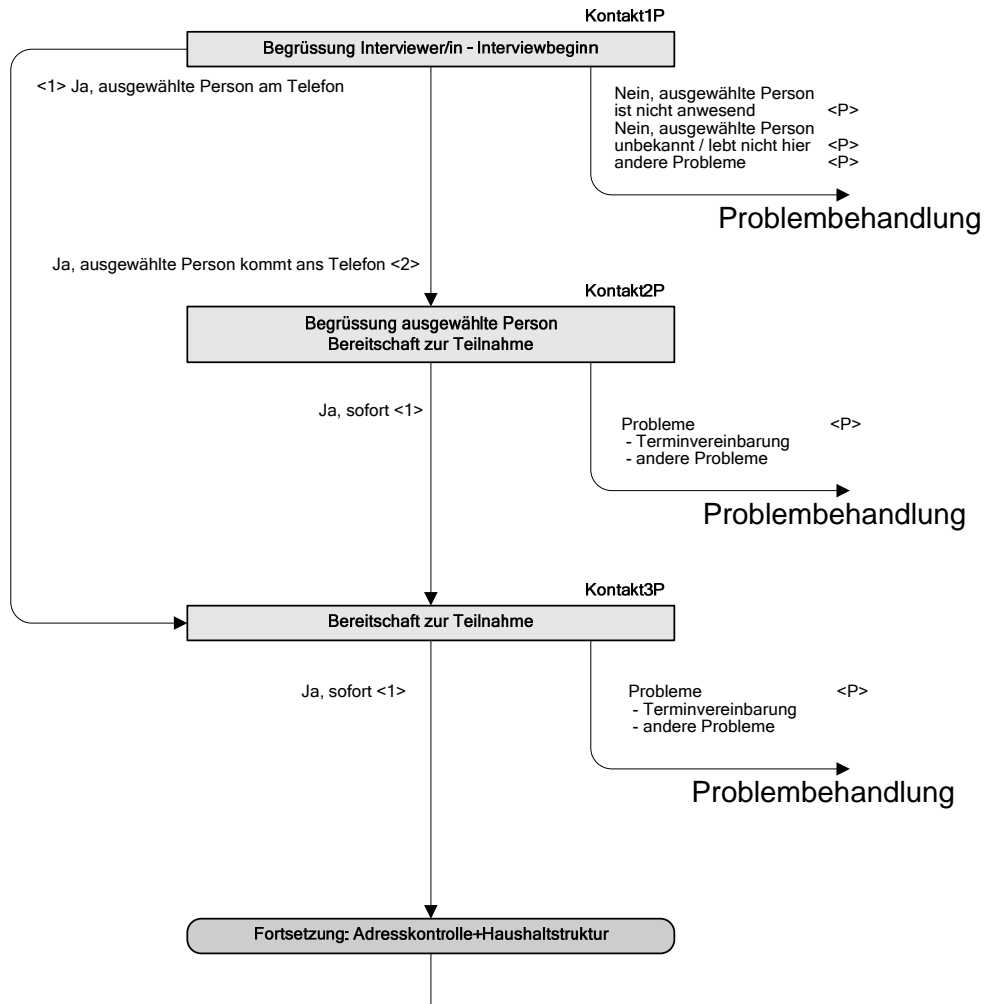 Kontakt1P
Begrüssung Interviewer/in - Interviewbeginn
<1> Ja, ausgewählte Person am Telefon
Nein, ausgewählte Person
ist nicht anwesend <P>
Nein, ausgewählte Person
unbekannt / lebt nicht hier <P>
andere Probleme <P>
Problembehandlung
Ja, ausgewählte Person kommt ans Telefon <2>
Kontakt2P
Begrüssung ausgewählte Person
Bereitschaft zur Teilnahme
Ja, sofort <1>
Probleme <P>
- Terminvereinbarung
- andere Probleme
Problembehandlung
Kontakt3P
Bereitschaft zur Teilnahme
Ja, sofort <1>
Probleme <P>
- Terminvereinbarung
- andere Probleme
Problembehandlung
Fortsetzung: Adresskontrolle+Haushaltstruktur